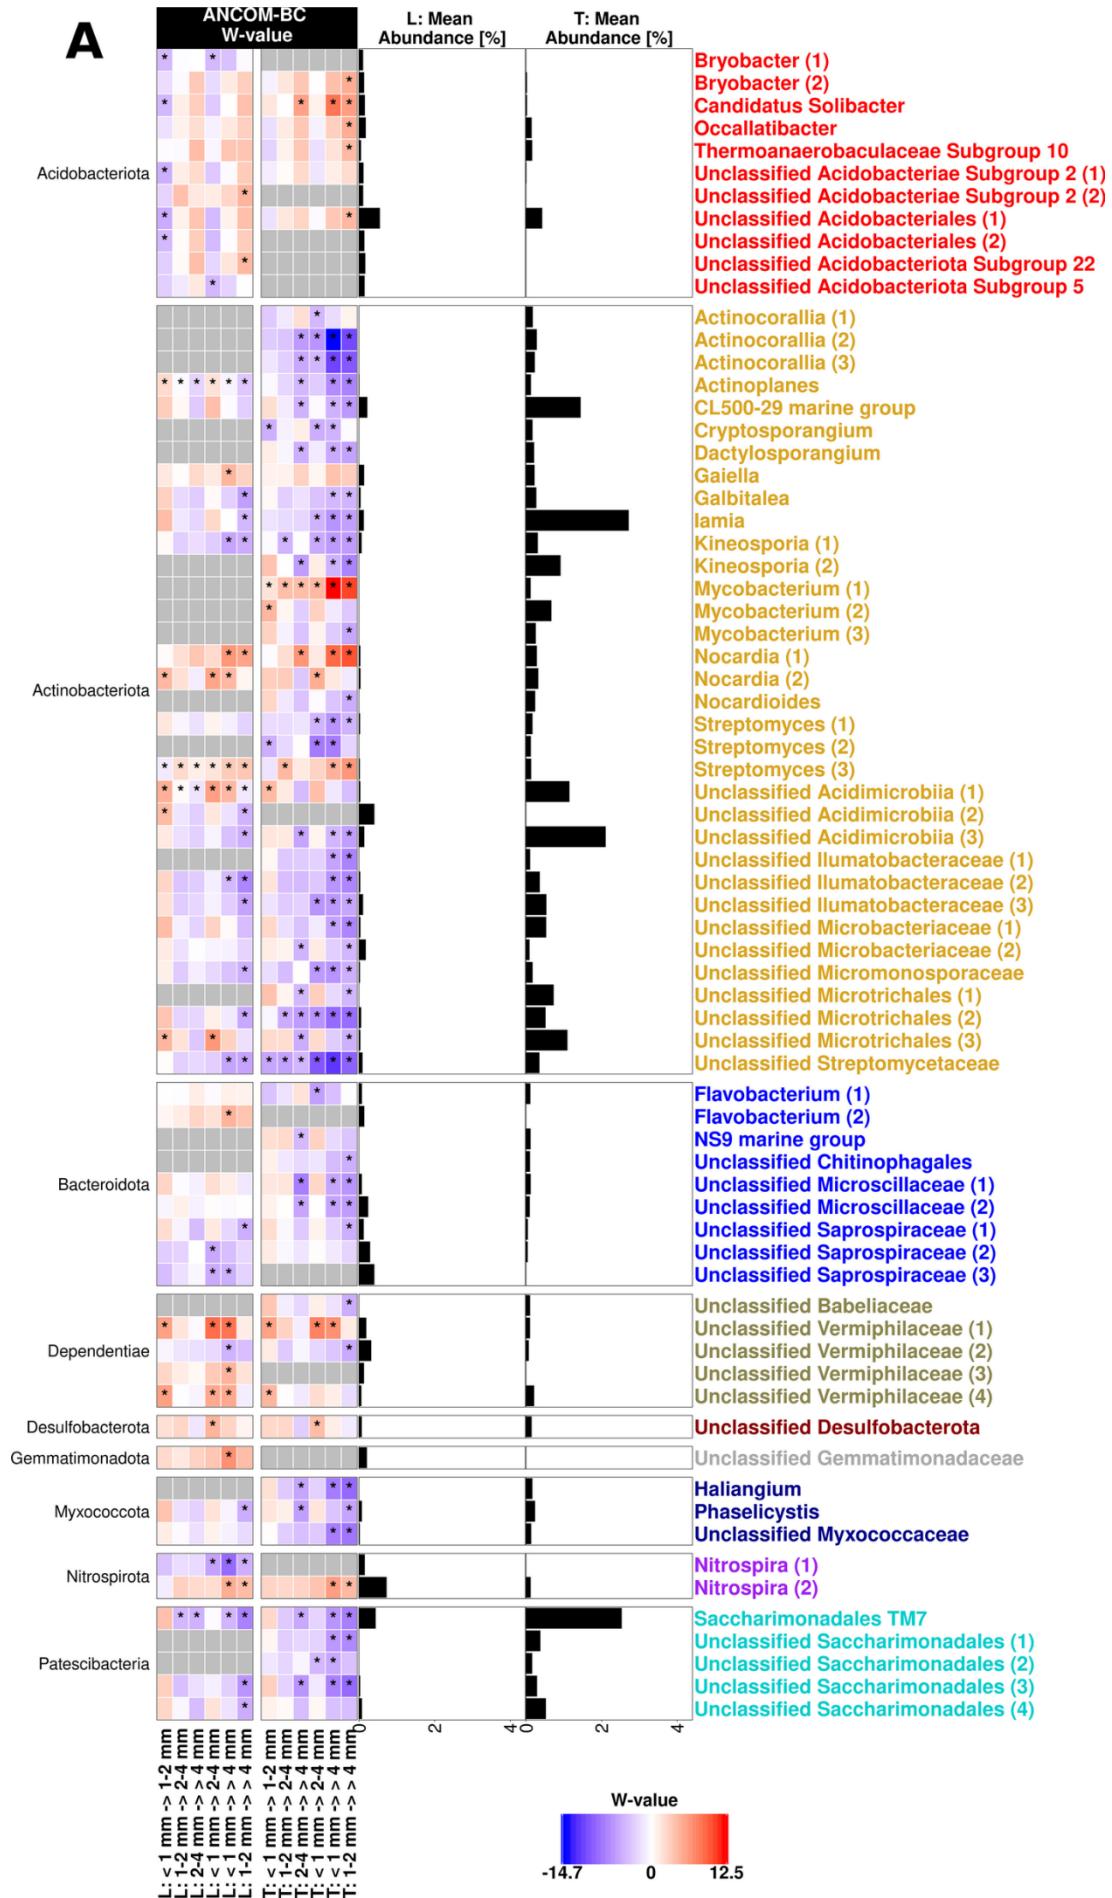 A
ANCOM-BC
W-value
L: Mean
Abundance [%]
T: Mean
Abundance [%]
Acidobacteriota
Bryobacter (1)
Bryobacter (2)
Candidatus Solibacter
Occallatibacter
Thermoanaerobaculaceae Subgroup 10
Unclassified Acidobacteriae Subgroup 2 (1)
Unclassified Acidobacteriae Subgroup 2 (2)
Unclassified Acidobacteriales (1)
Unclassified Acidobacteriales (2)
Unclassified Acidobacteriota Subgroup 22
Unclassified Acidobacteriota Subgroup 5
Actinobacteriota
Actinocorallia (1)
Actinocorallia (2)
Actinocorallia (3)
Actinoplanes
CL500-29 marine group
Cryptosporangium
Dactylosporangium
Gaiella
Galbitalea
Iamia
Kineosporia (1)
Kineosporia (2)
Mycobacterium (1)
Mycobacterium (2)
Mycobacterium (3)
Nocardia (1)
Nocardia (2)
Nocardioides
Streptomyces (1)
Streptomyces (2)
Streptomyces (3)
Unclassified Acidimicrobiia (1)
Unclassified Acidimicrobiia (2)
Unclassified Acidimicrobiia (3)
Unclassified Ilumatobacteraceae (1)
Unclassified Ilumatobacteraceae (2)
Unclassified Ilumatobacteraceae (3)
Unclassified Microbacteriaceae (1)
Unclassified Microbacteriaceae (2)
Unclassified Micromonosporaceae
Unclassified Microtrichales (1)
Unclassified Microtrichales (2)
Unclassified Microtrichales (3)
Unclassified Streptomycetaceae
Bacteroidota
Flavobacterium (1)
Flavobacterium (2)
NS9 marine group
Unclassified Chitinophagales
Unclassified Microscillaceae (1)
Unclassified Microscillaceae (2)
Unclassified Saprospiraceae (1)
Unclassified Saprospiraceae (2)
Unclassified Saprospiraceae (3)
Dependentiae
Unclassified Babeliaceae
Unclassified Vermiphilaceae (1)
Unclassified Vermiphilaceae (2)
Unclassified Vermiphilaceae (3)
Unclassified Vermiphilaceae (4)
Desulfobacterota
Unclassified Desulfobacterota
Gemmatimonadota
Unclassified Gemmatimonadaceae
Myxococcota
Haliangium
Phaselicystis
Unclassified Myxococcaceae
Nitrospirota
Nitrospira (1)
Nitrospira (2)
Patescibacteria
Saccharimonadales TM7
Unclassified Saccharimonadales (1)
Unclassified Saccharimonadales (2)
Unclassified Saccharimonadales (3)
Unclassified Saccharimonadales (4)
L: < 1 mm -> 1-2 mm
L: 1-2 mm -> 2-4 mm
L: 2-4 mm -> > 4 mm
L: < 1 mm -> 2-4 mm
L: < 1 mm -> > 4 mm
L: 1-2 mm -> > 4 mm
T: < 1 mm -> 1-2 mm
T: 1-2 mm -> 2-4 mm
T: 2-4 mm -> > 4 mm
T: < 1 mm -> 2-4 mm
T: < 1 mm -> > 4 mm
T: 1-2 mm -> > 4 mm
0 2 4 0 2 4
W-value
-14.7 0 12.5